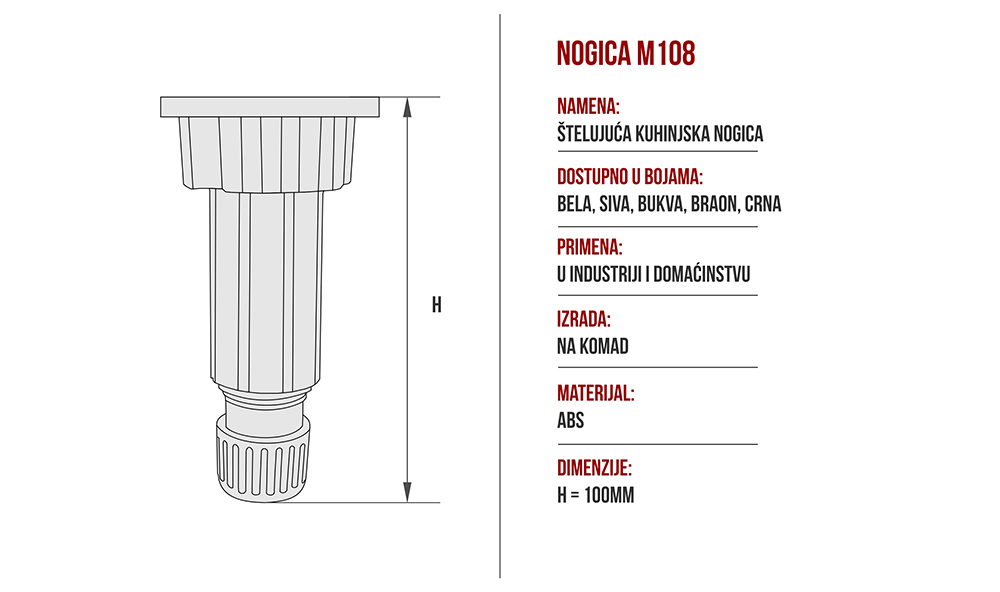 H
NOGICA M108
NAMENA:
ŠTELUJUĆA KUHINJSKA NOGICA
DOSTUPNO U BOJAMA:
BELA, SIVA, BUKVA, BRAON, CRNA
PRIMENA:
U INDUSTRIJI I DOMAĆINSTVU
IZRADA:
NA KOMAD
MATERIJAL:
ABS
DIMENZIJE:
H = 100MM